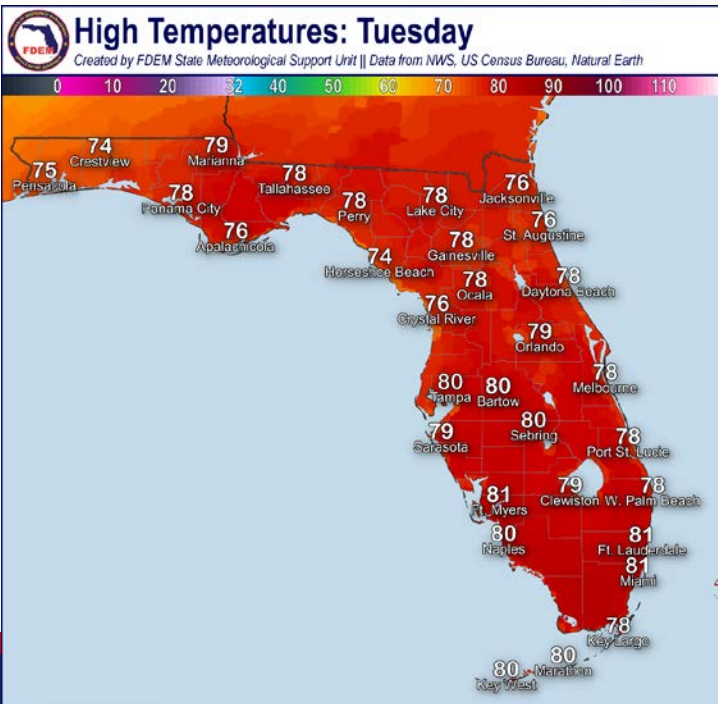 FDEM
High Temperatures: Tuesday
Created by FDEM State Meteorological Support Unit || Data from NWS, US Census Bureau, Natural Earth
0 10 20 32 40 50 60 70 80 90 100 110
74
Crestview
79
Marianna
75
Pensacola
78
Tallahassee
78
Panama City
78
Perry
78
Lake City
76
Jacksonville
76
Apalachicola
76
St. Augustine
74
Horseshoe Beach
78
Gainesville
78
Ocala
78
Daytona Beach
76
Crystal River
79
Orlando
80
Tampa
80
Bartow
78
Melbourne
79
Sarasota
80
Sebring
78
Port St. Lucie
81
Ft. Myers
79
Clewiston
78
W. Palm Beach
80
Naples
81
Ft. Lauderdale
81
Miami
78
Key Largo
80
Marathon
80
Key West